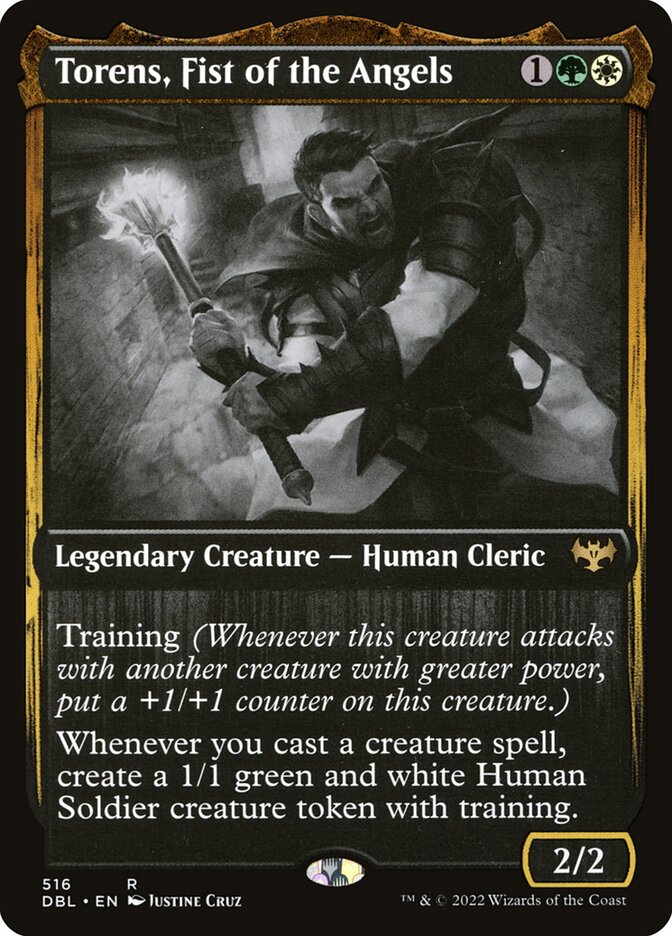 Torens, Fist of the Angels 1
Legendary Creature — Human Cleric
Training (Whenever this creature attacks
with another creature with greater power,
put a +1/+1 counter on this creature.)
Whenever you cast a creature spell,
create a 1/1 green and white Human
Soldier creature token with training.
2/2
516 R
DBL • EN Justine Cruz ™ & © 2022 Wizards of the Coast